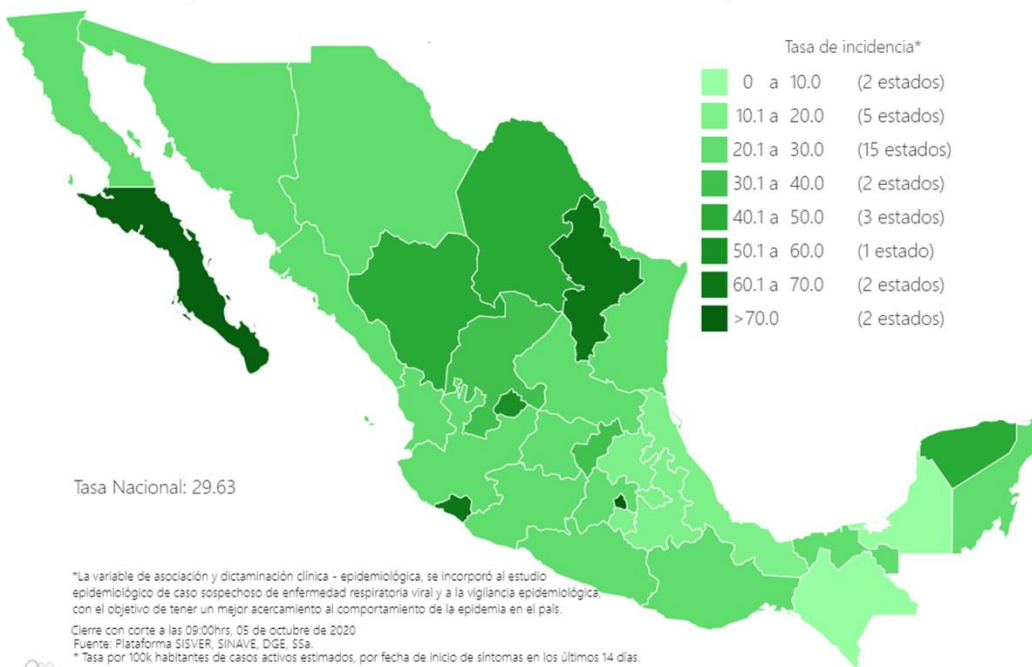 Tasa de incidencia*
0 a 10.0 (2 estados)
10.1 a 20.0 (5 estados)
20.1 a 30.0 (15 estados)
30.1 a 40.0 (2 estados)
40.1 a 50.0 (3 estados)
50.1 a 60.0 (1 estado)
60.1 a 70.0 (2 estados)
>70.0 (2 estados)
Tasa Nacional: 29.63
*La variable de asociación y dictaminación clínica - epidemiológica, se incorporó al estudio
epidemiológico de caso sospechoso de enfermedad respiratoria viral y a la vigilancia epidemiológica,
con el objetivo de tener un mejor acercamiento al comportamiento de la epidemia en el país.
Cierre con corte a las 09:00hrs, 05 de octubre de 2020
Fuente: Plataforma SISVER, SINAVE, DGE, SSa.
* Tasa por 100k habitantes de casos activos estimados, por fecha de inicio de síntomas en los últimos 14 días.